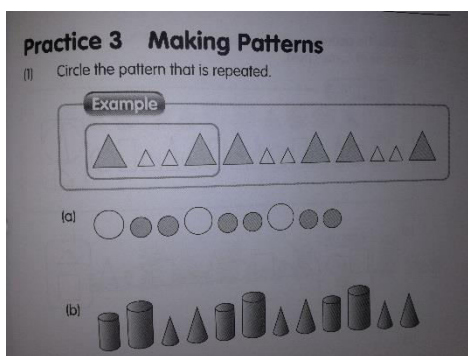 Practice 3 Making Patterns
(1) Circle the pattern that is repeated.
Example
(a)
(b)